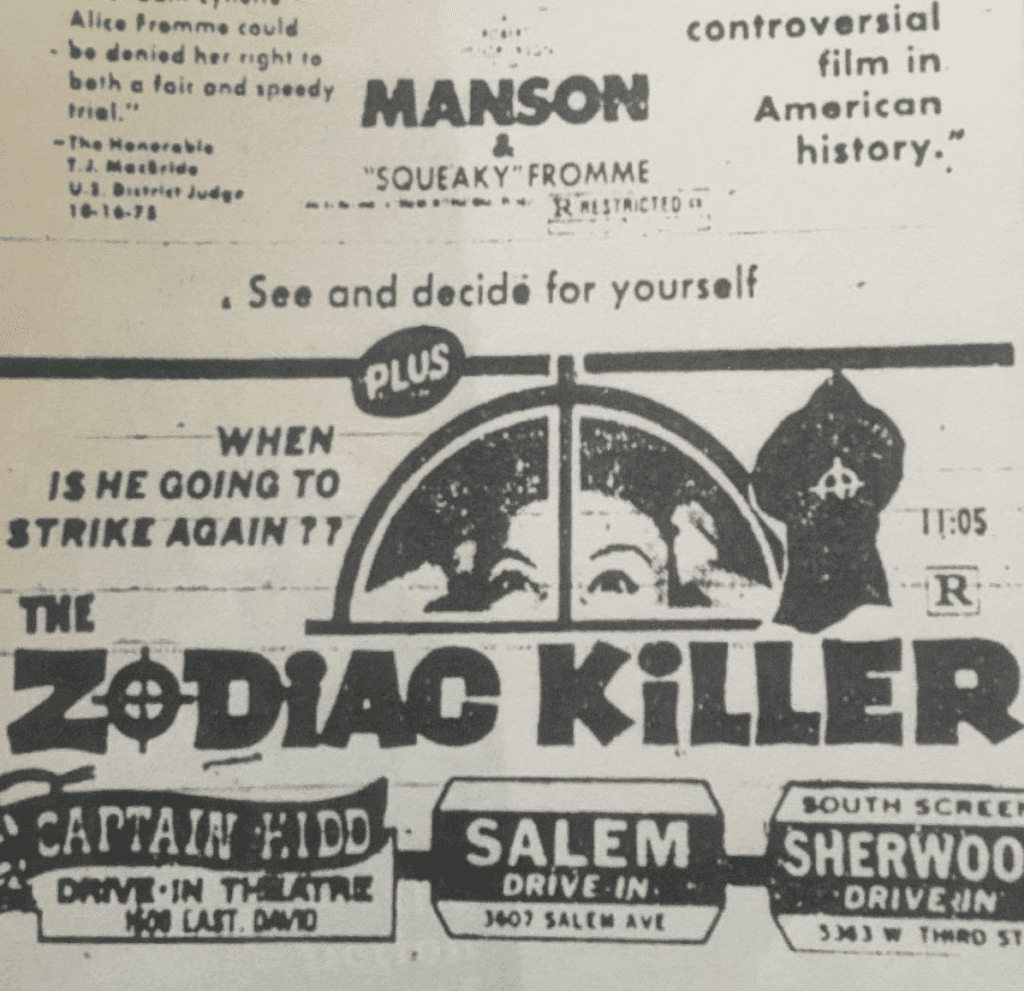 Alice Fromme could
be denied her right to
both a fair and speedy
trial."
—The Honorable
T.J. MacBride
U.S. District Judge
10-16-75
MANSON
&
"SQUEAKY" FROMME
R RESTRICTED
controversial
film in
American
history."
See and decide for yourself
PLUS
WHEN
IS HE GOING TO
STRIKE AGAIN??
11:05
R
THE
ZODiAC KiLLER
CAPTAIN KIDD
DRIVE-IN THEATRE
EAST. DAVID
SALEM
DRIVE-IN
3607 SALEM AVE
SOUTH SCREEN
SHERWOO
DRIVE-IN
5363 W THIRD ST